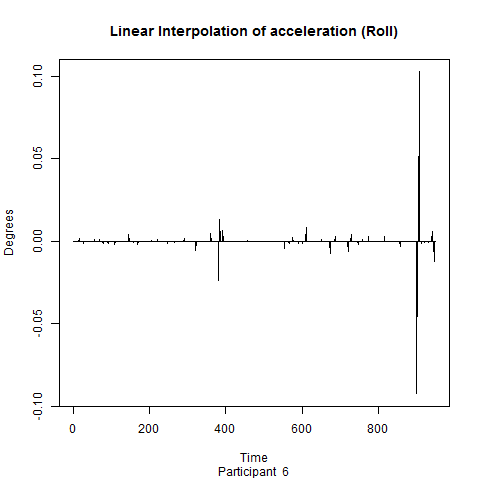 Linear Interpolation of acceleration (Roll)
0.10
0.05
0.00
-0.05
-0.10
Degrees
0 200 400 600 800
Time
Participant 6